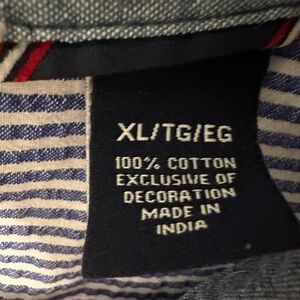 XL/TG/EG
100% COTTON
EXCLUSIVE OF
DECORATION
MADE IN
INDIA